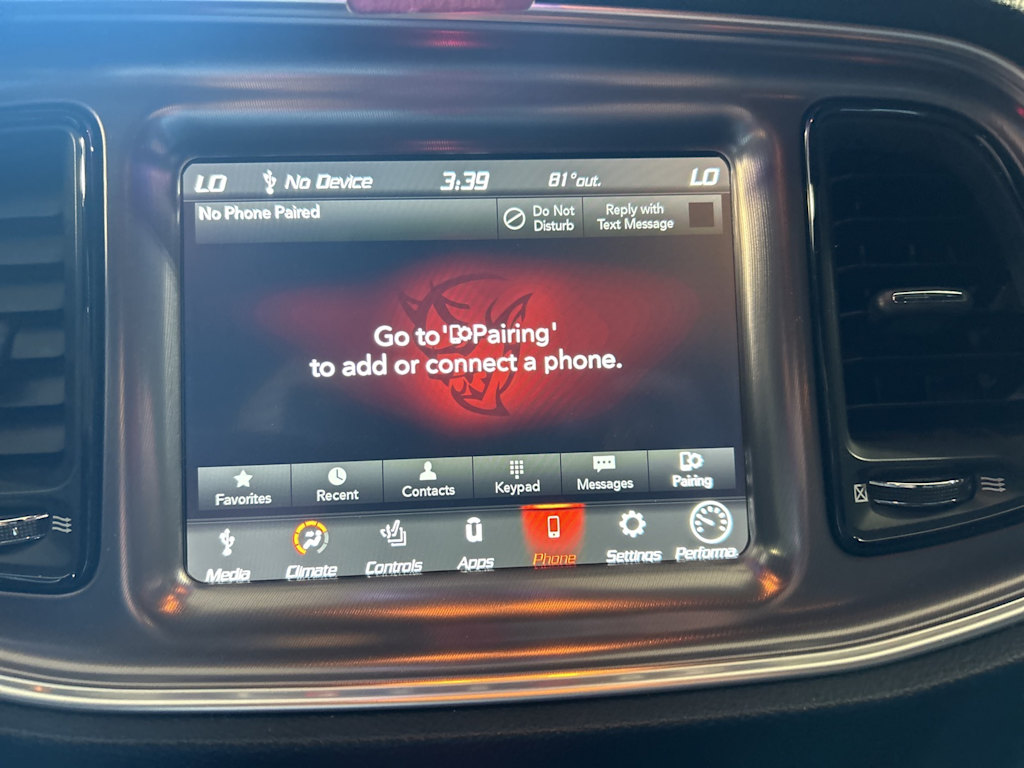 LO No Device 3:39 81°out. LO
No Phone Paired
Do Not
Disturb
Reply with
Text Message
Go to 'Pairing'
to add or connect a phone.
Favorites Recent Contacts Keypad Messages Pairing
Media Climate Controls Apps Phone Settings Performa.